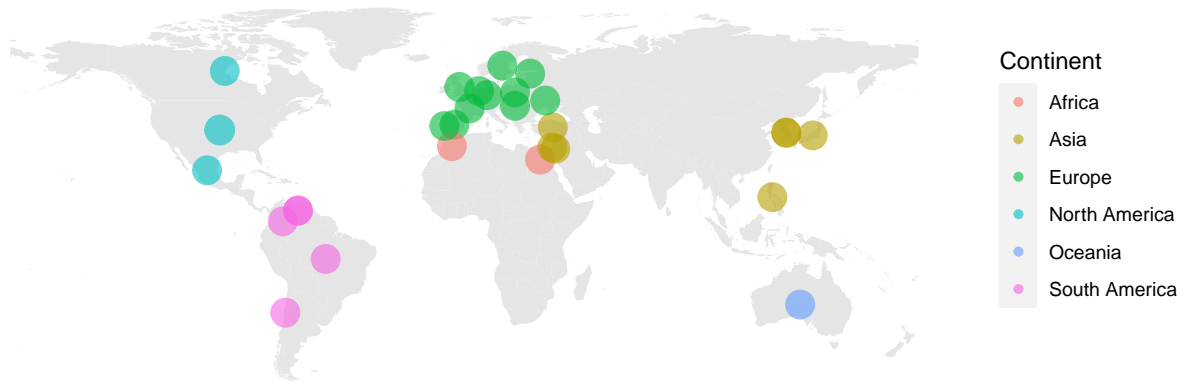 Continent
Africa
Asia
Europe
North America
Oceania
South America